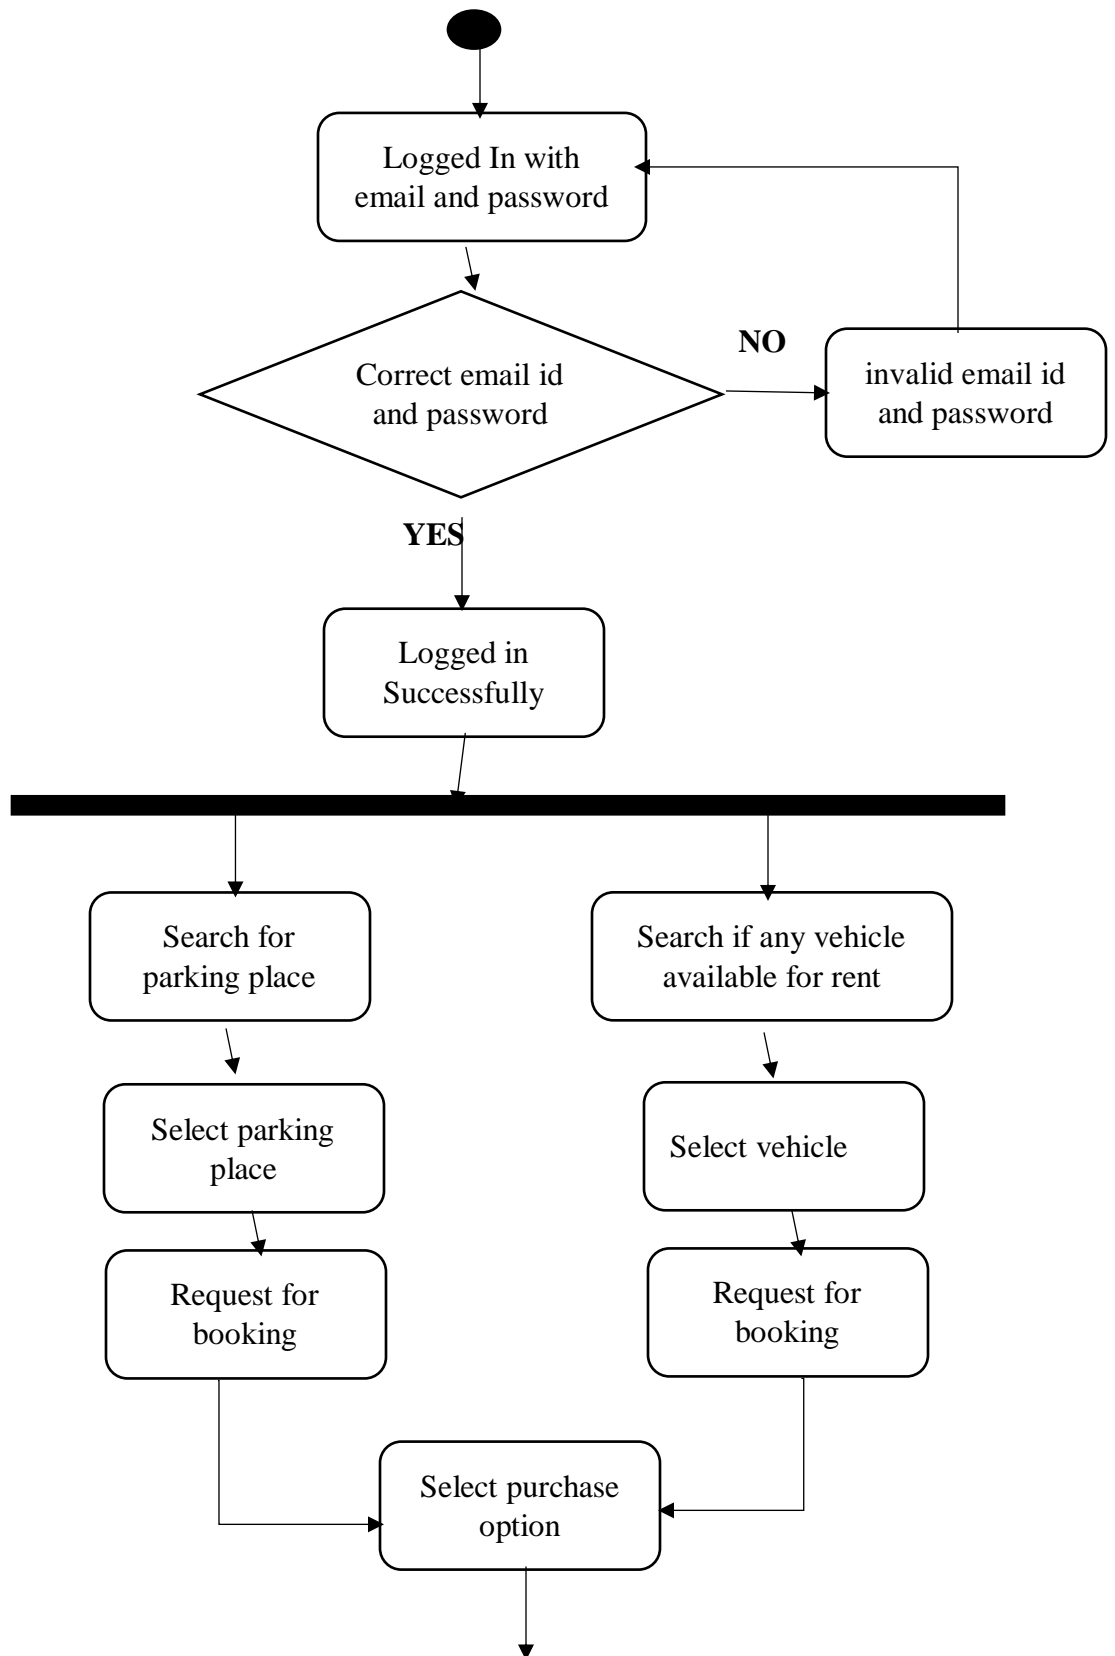 Logged In with
email and password
Correct email id
and password
NO
invalid email id
and password
YES
Logged in
Successfully
Search for
parking place
Search if any vehicle
available for rent
Select parking
place
Select vehicle
Request for
booking
Request for
booking
Select purchase
option